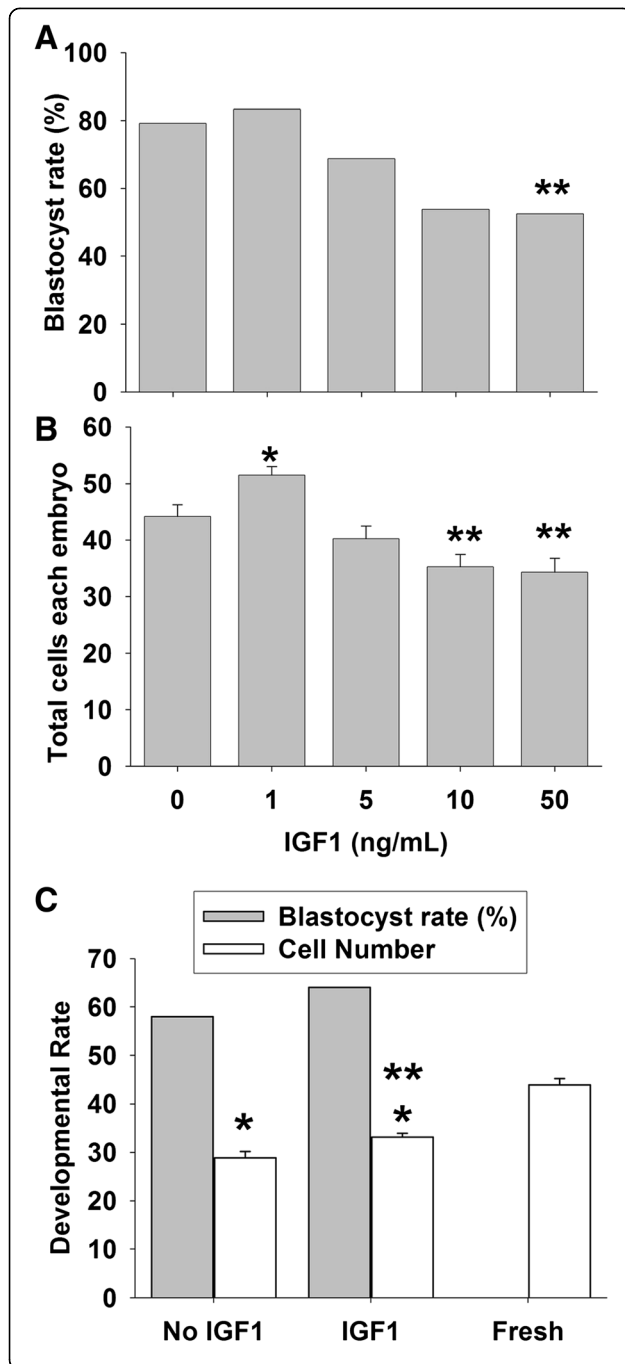 A
Blastocyst rate (%)
100
80
60
40
20
0
**
B
Total cells each embryo
60
50
40
30
20
10
0
*
**
**
0 1 5 10 50
IGF1 (ng/mL)
C
Blastocyst rate (%)
Cell Number
Developmental Rate
70
60
50
40
30
20
10
0
*
**
*
No IGF1 IGF1 Fresh